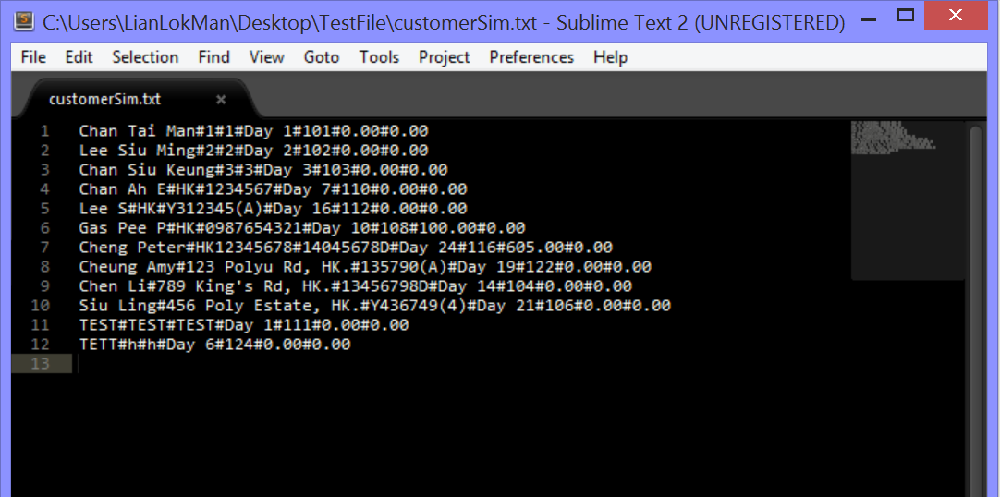 C:\Users\LianLokMan\Desktop\TestFile\customerSim.txt - Sublime Text 2 (UNREGISTERED)
File Edit Selection Find View Goto Tools Project Preferences Help
customerSim.txt ×
1 Chan Tai Man#1#1#Day 1#101#0.00#0.00
2 Lee Siu Ming#2#2#Day 2#102#0.00#0.00
3 Chan Siu Keung#3#3#Day 3#103#0.00#0.00
4 Chan Ah E#HK#1234567#Day 7#110#0.00#0.00
5 Lee S#HK#Y312345(A)#Day 16#112#0.00#0.00
6 Gas Pee P#HK#0987654321#Day 10#108#100.00#0.00
7 Cheng Peter#HK12345678#14045678D#Day 24#116#605.00#0.00
8 Cheung Amy#123 Polyu Rd, HK.#135790(A)#Day 19#122#0.00#0.00
9 Chen Li#789 King's Rd, HK.#13456798D#Day 14#104#0.00#0.00
10 Siu Ling#456 Poly Estate, HK.#Y436749(4)#Day 21#106#0.00#0.00
11 TEST#TEST#TEST#Day 1#111#0.00#0.00
12 TETT#h#h#Day 6#124#0.00#0.00
13